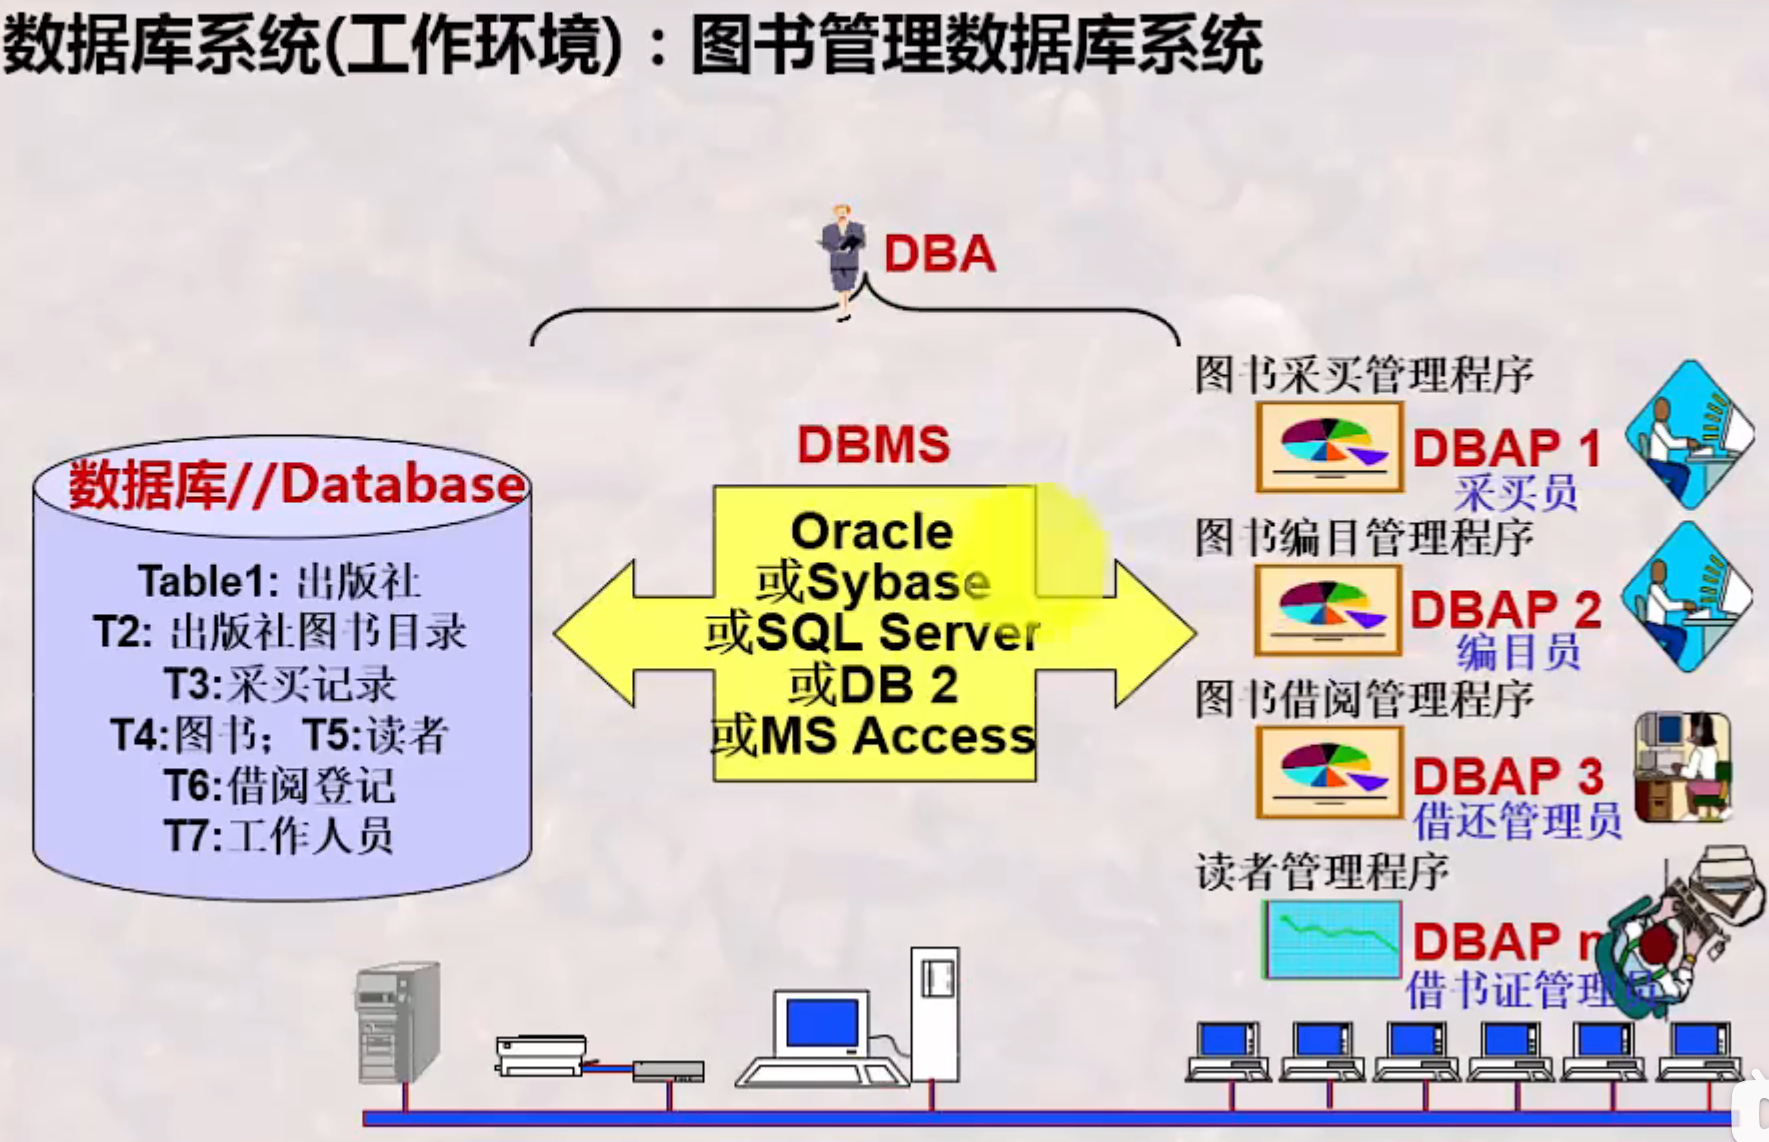 数据库系统(工作环境)：图书管理数据库系统
DBA
数据库//Database
Table1: 出版社
T2: 出版社图书目录
T3:采买记录
T4:图书；T5:读者
T6:借阅登记
T7:工作人员
DBMS
Oracle
或Sybase
或SQL Server
或DB 2
或MS Access
图书采买管理程序
DBAP 1
采买员
图书编目管理程序
DBAP 2
编目员
图书借阅管理程序
DBAP 3
借还管理员
读者管理程序
DBAP n
借书证管理员